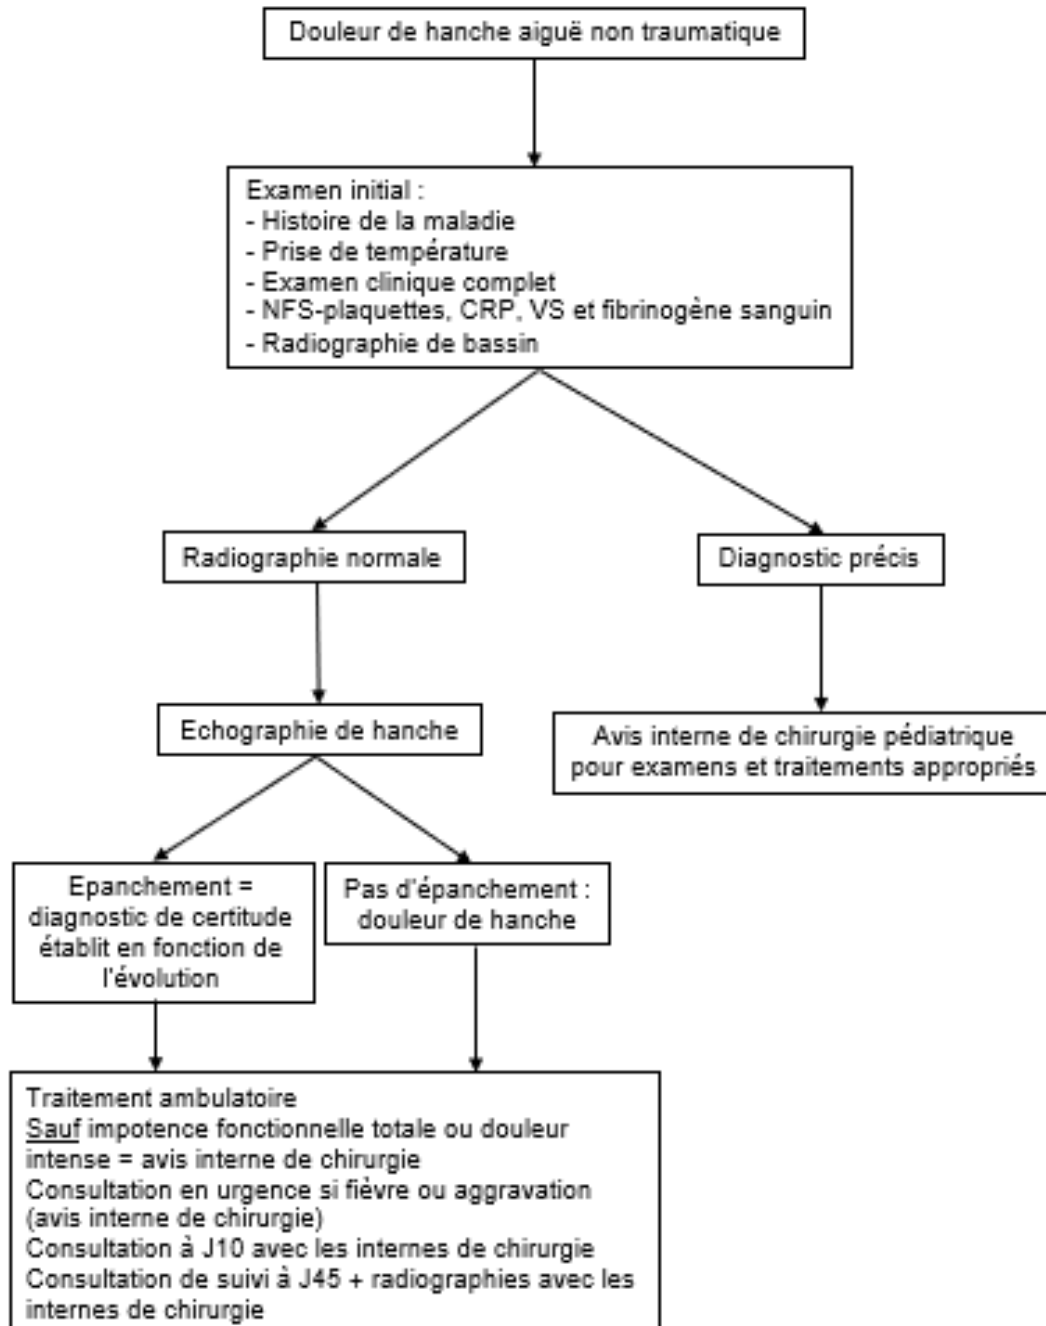 Douleur de hanche aiguë non traumatique
Examen initial :
- Histoire de la maladie
- Prise de température
- Examen clinique complet
- NFS-plaquettes, CRP, VS et fibrinogène sanguin
- Radiographie de bassin
Radiographie normale
Diagnostic précis
Echographie de hanche
Avis interne de chirurgie pédiatrique
pour examens et traitements appropriés
Epanchement =
diagnostic de certitude
établit en fonction de
l'évolution
Pas d'épanchement :
douleur de hanche
Traitement ambulatoire
Sauf impotence fonctionnelle totale ou douleur
intense = avis interne de chirurgie
Consultation en urgence si fièvre ou aggravation
(avis interne de chirurgie)
Consultation à J10 avec les internes de chirurgie
Consultation de suivi à J45 + radiographies avec les
internes de chirurgie